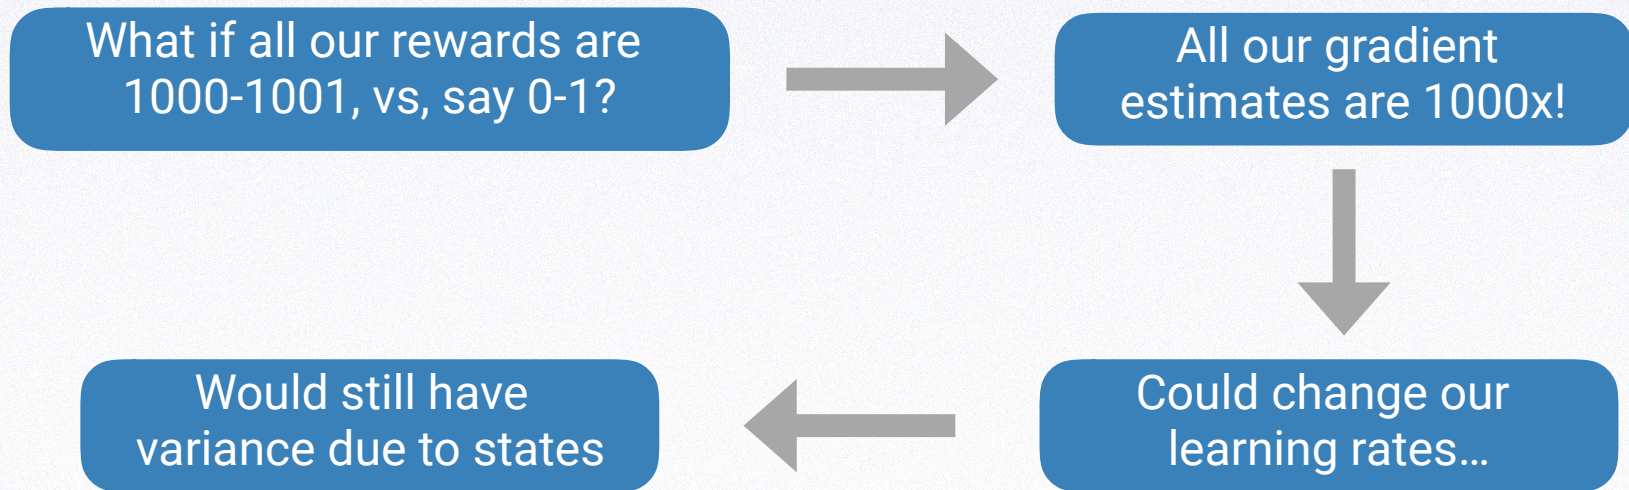 What if all our rewards are
1000-1001, vs, say 0-1?
All our gradient
estimates are 1000x!
Could change our
learning rates…
Would still have
variance due to states